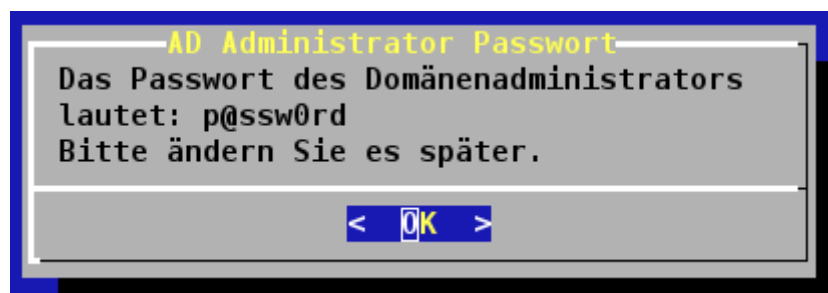 AD Administrator Passwort
Das Passwort des Domänenadministrators
lautet: p@ssw0rd
Bitte ändern Sie es später.
< OK >